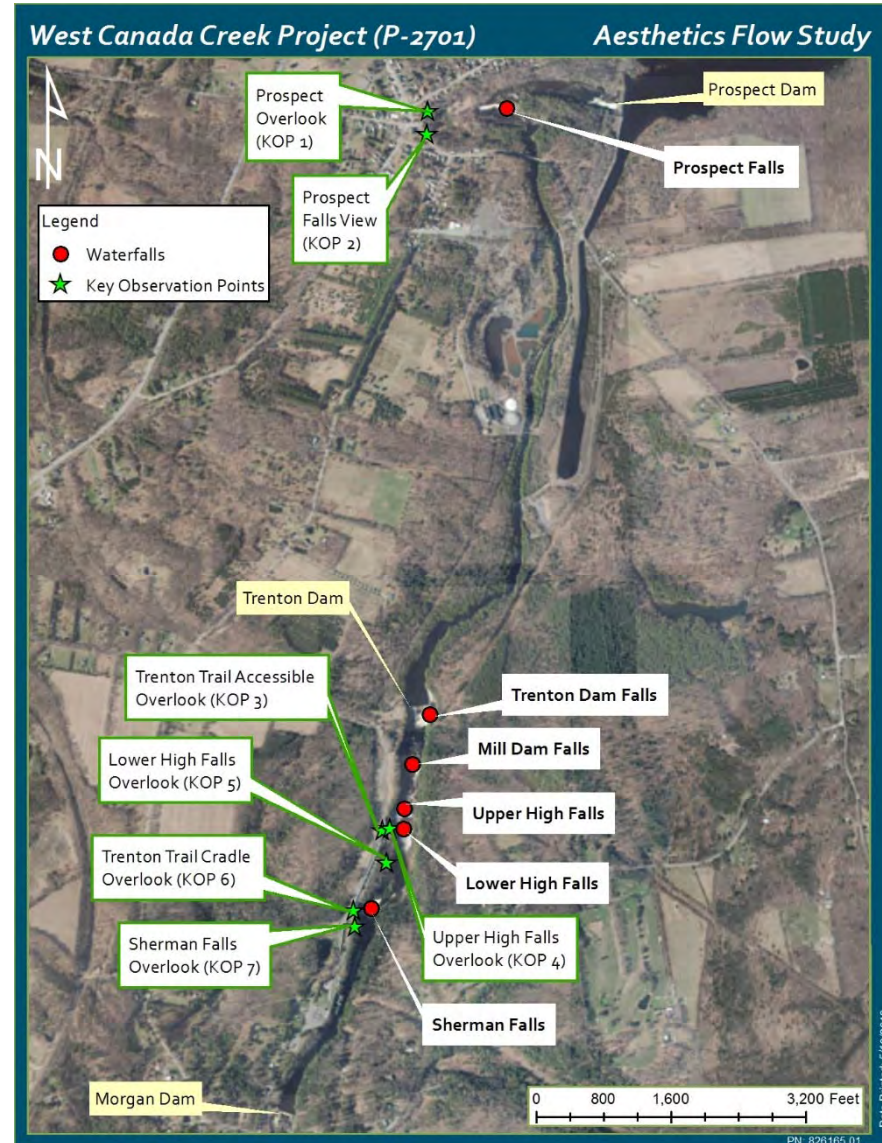 West Canada Creek Project (P-2701)
Aesthetics Flow Study
N
Prospect
Overlook
(KOP 1)
Prospect Dam
Prospect Falls
Prospect
Falls View
(KOP 2)
Legend
Waterfalls
Key Observation Points
Trenton Dam
Trenton Trail Accessible
Overlook (KOP 3)
Trenton Dam Falls
Mill Dam Falls
Lower High Falls
Overlook (KOP 5)
Upper High Falls
Trenton Trail Cradle
Overlook (KOP 6)
Lower High Falls
Sherman Falls
Overlook (KOP 7)
Upper High Falls
Overlook (KOP 4)
Sherman Falls
Morgan Dam
0 800 1,600 3,200 Feet
PN: 826165.01